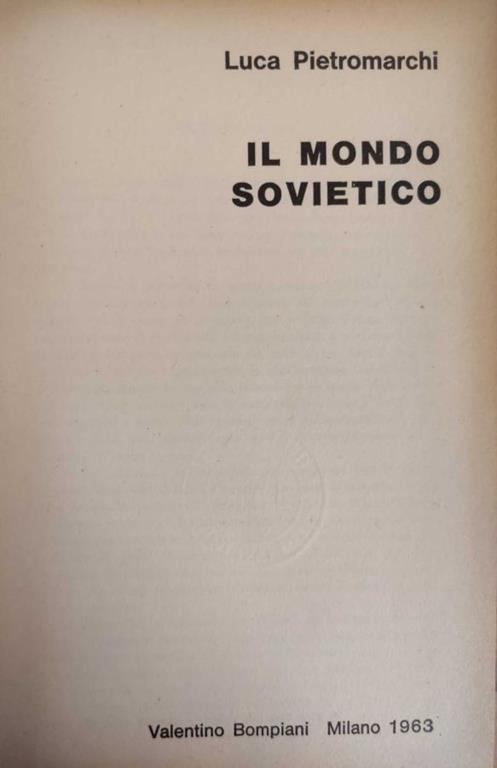 Luca Pietromarchi
IL MONDO
SOVIETICO
Valentino Bompiani Milano 1963